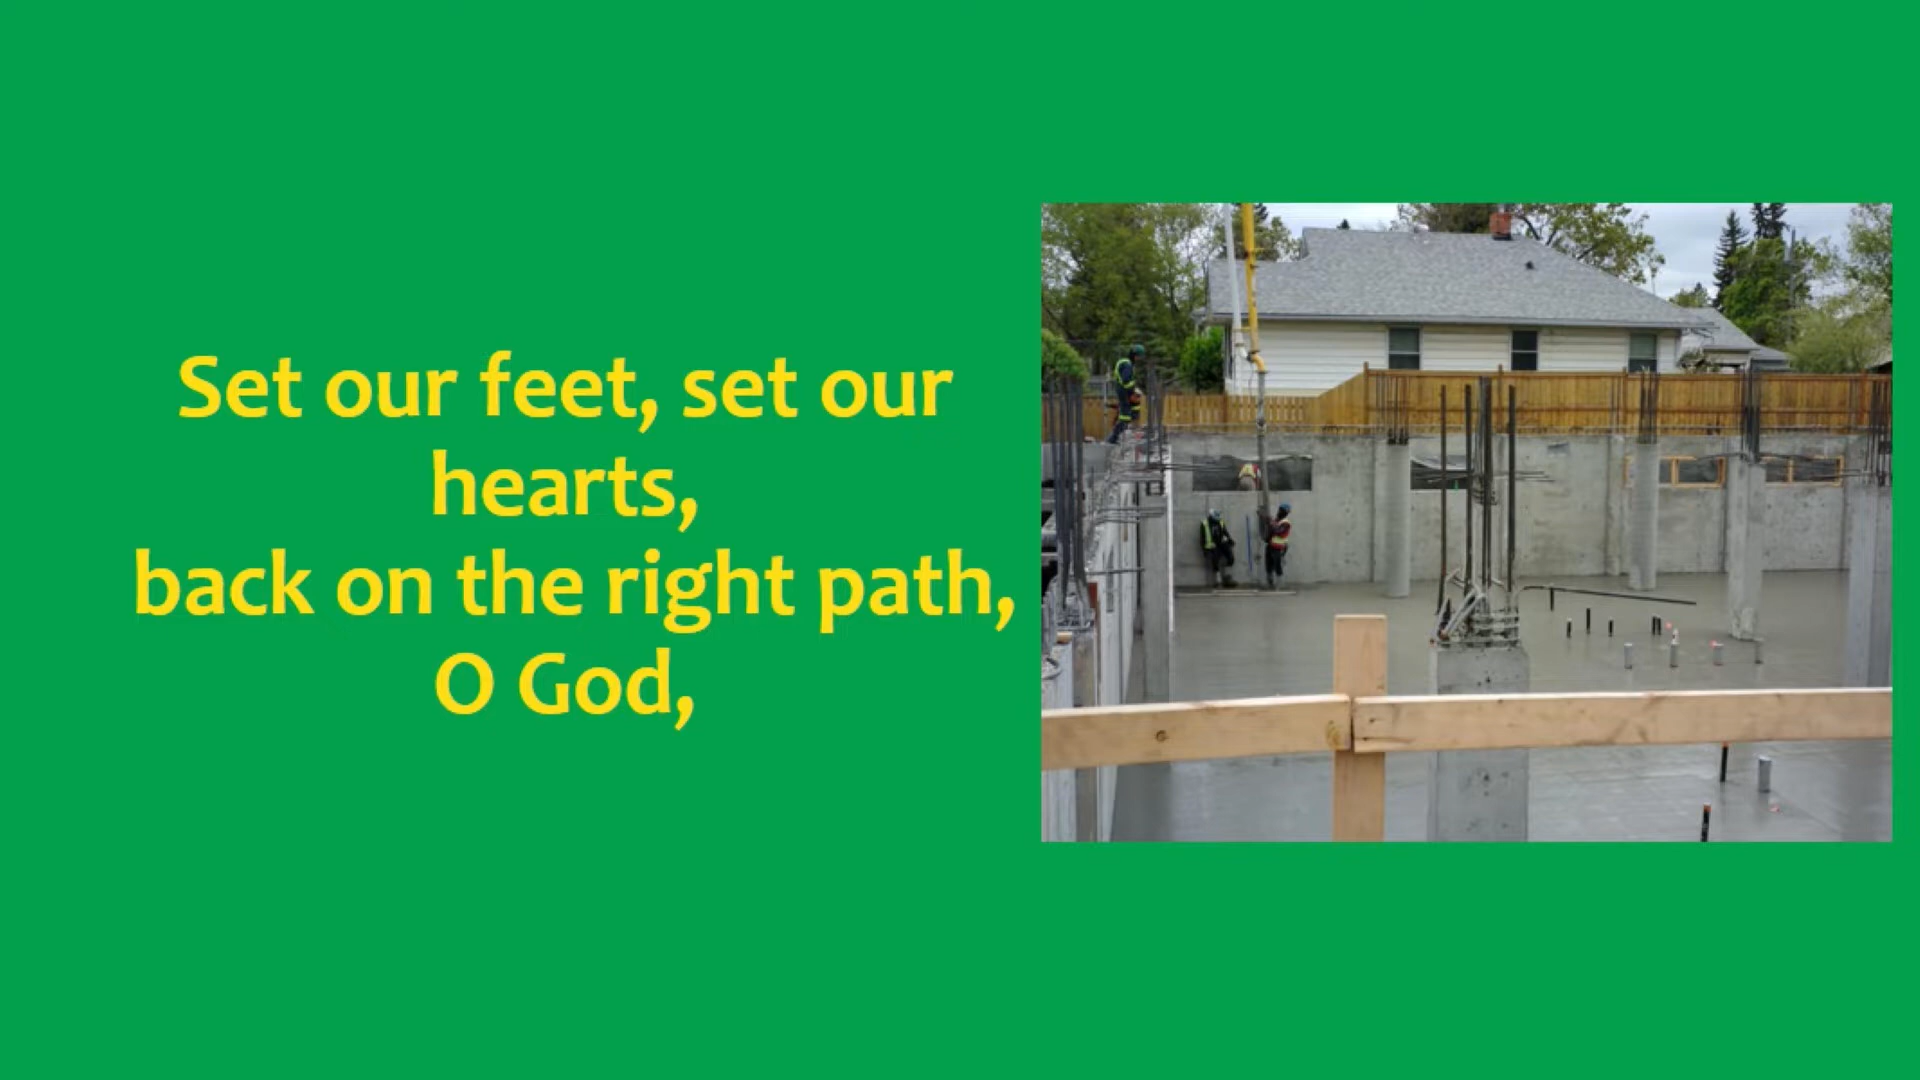 Set our feet, set our
hearts,
back on the right path,
O God,